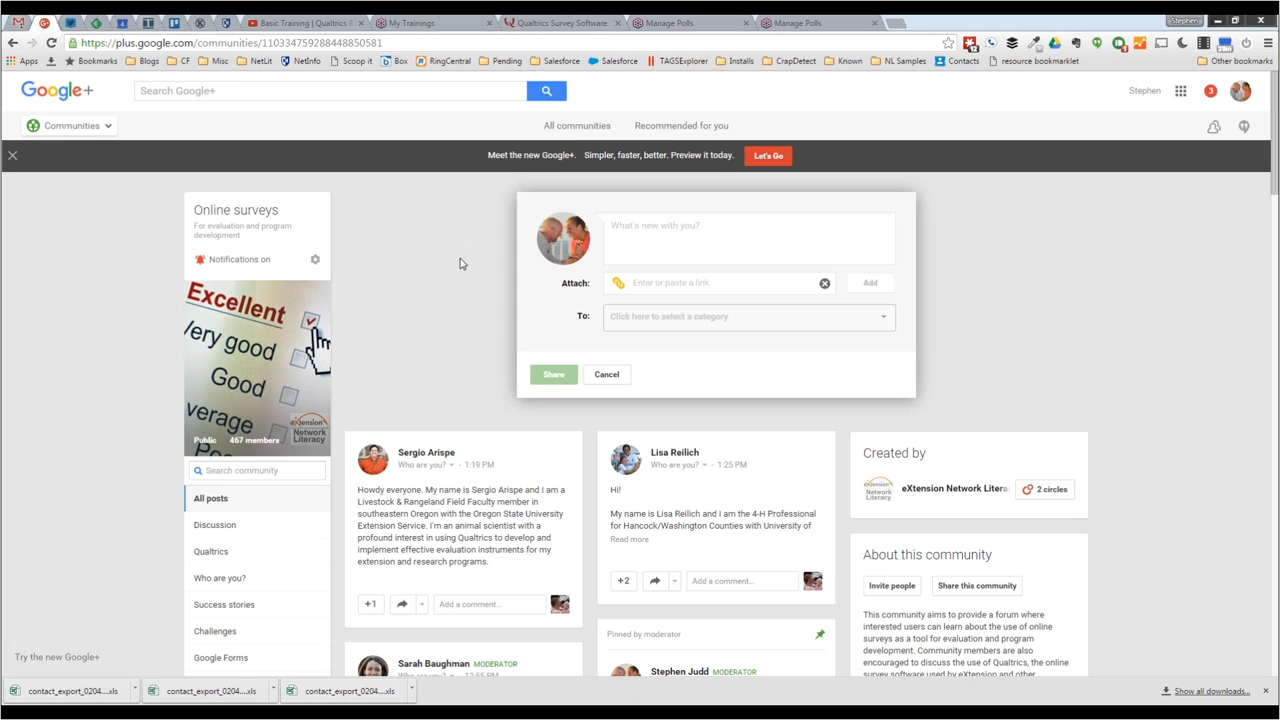 Basic Training | Qualtrics
My Trainings
Qualtrics Survey Software
Manage Polls
Manage Polls
Stephen
https://plus.google.com/communities/110334759288448850581
Apps
Bookmarks
Blogs
CF
Misc
NetLit
NetInfo
Scoop it
Box
RingCentral
Pending
Salesforce
Salesforce
TAGSExplorer
Installs
CrapDetect
Known
NL Samples
Contacts
resource bookmarklet
Other bookmarks
Google+
Search Google+
Stephen
3
Communities
All communities
Recommended for you
Meet the new Google+. Simpler, faster, better. Preview it today.
Let's Go
Online surveys
For evaluation and program
development
Notifications on
Excellent
Very good
Good
verage
eXtension
Network
Literacy
Public 467 members
Search community
All posts
Discussion
Qualtrics
Who are you?
Success stories
Challenges
Google Forms
Try the new Google+
What's new with you?
Attach:
Enter or paste a link
Add
To:
Click here to select a category
Share
Cancel
Sergio Arispe
Who are you? - 1:19 PM
Howdy everyone. My name is Sergio Arispe and I am a
Livestock & Rangeland Field Faculty member in
southeastern Oregon with the Oregon State University
Extension Service. I'm an animal scientist with a
profound interest in using Qualtrics to develop and
implement effective evaluation instruments for my
extension and research programs.
+1
Add a comment...
Sarah Baughman MODERATOR
Lisa Reilich
Who are you? - 1:25 PM
Hi!
My name is Lisa Reilich and I am the 4-H Professional
for Hancock/Washington Counties with University of
Read more
+2
Add a comment...
Pinned by moderator
Stephen Judd MODERATOR
Created by
eXtension
Network
Literacy
eXtension Network Litera
2 circles
About this community
Invite people
Share this community
This community aims to provide a forum where
interested users can learn about the use of online
surveys as a tool for evaluation and program
development. Community members are also
encouraged to discuss the use of Qualtrics, the online
survey software used by eXtension and other
contact_export_0204....xls
contact_export_0204....xls
contact_export_0204....xls
Show all downloads...